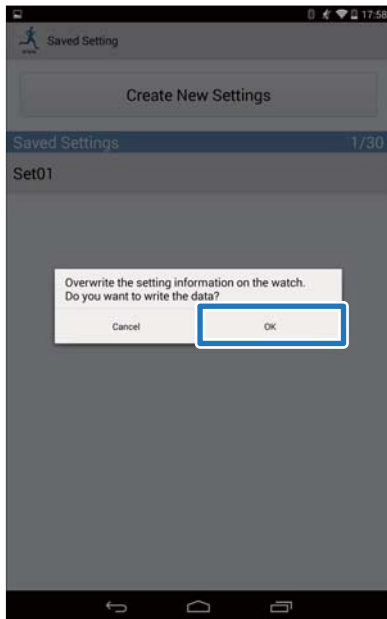 17:58
Saved Setting
Create New Settings
Saved Settings 1/30
Set01
Overwrite the setting information on the watch.
Do you want to write the data?
Cancel OK